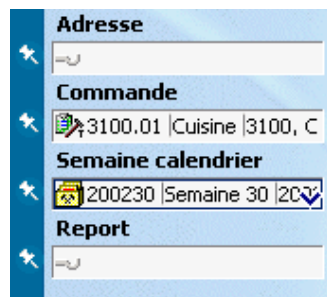 Adresse
Commande
3100.01 |Cuisine |3100, C
Semaine calendrier
200230 |Semaine 30 |20
Report